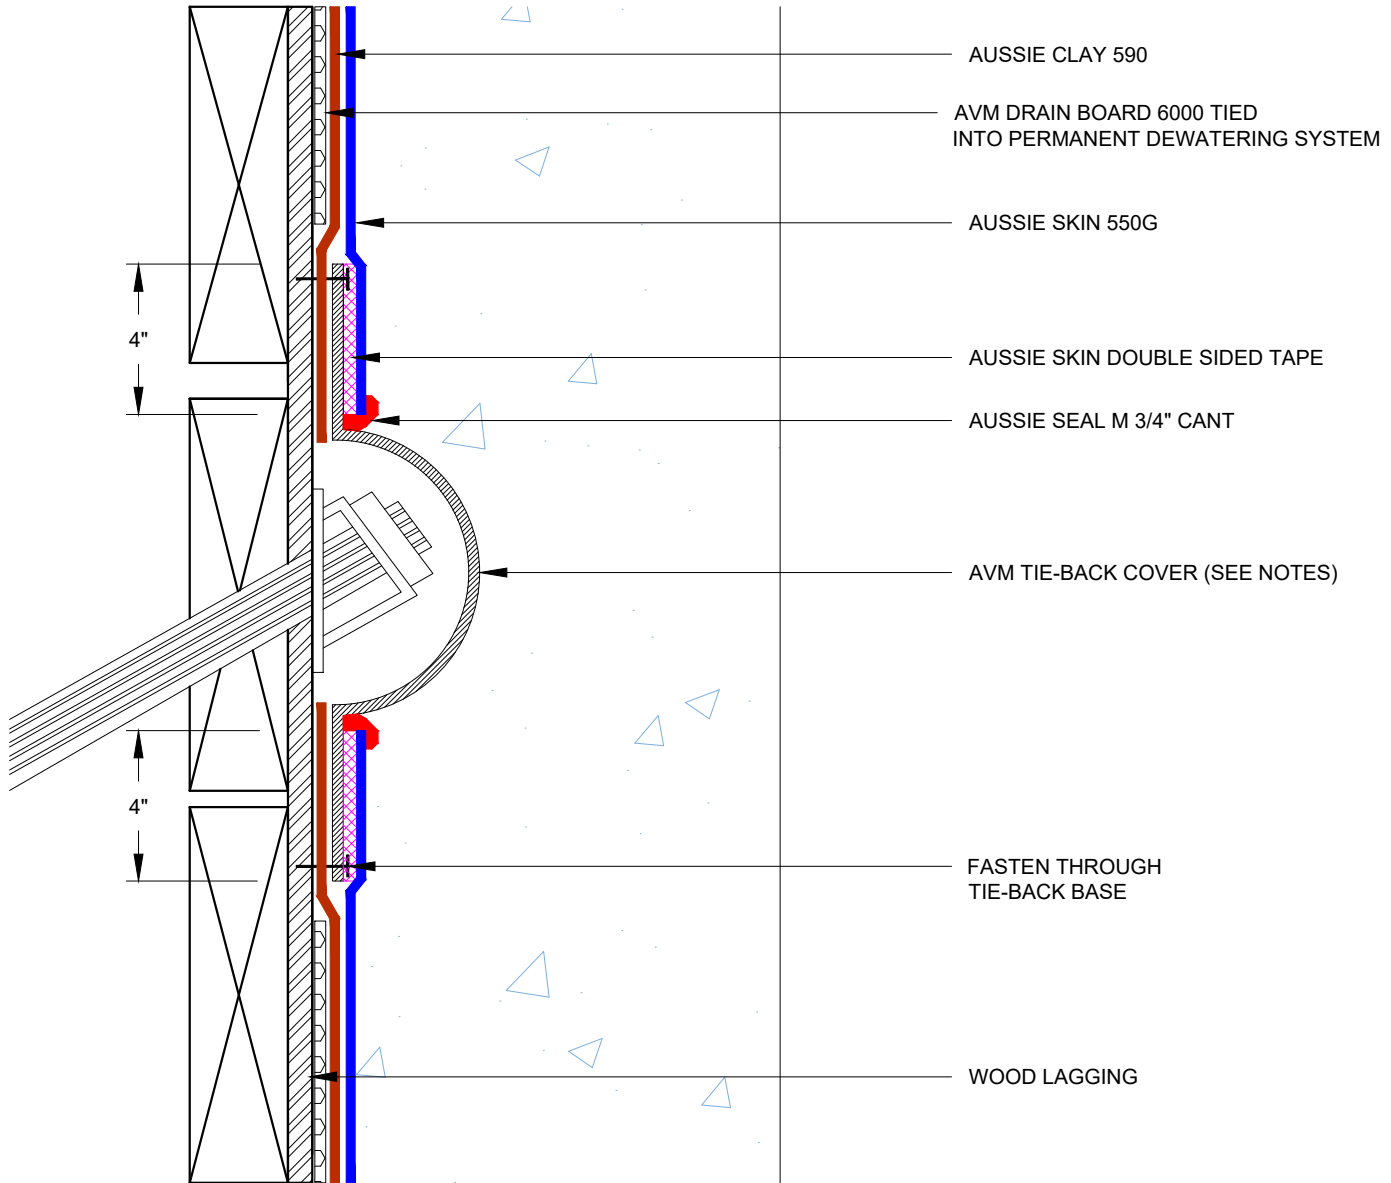 AUSSIE CLAY 590
AVM DRAIN BOARD 6000 TIED
INTO PERMANENT DEWATERING SYSTEM
AUSSIE SKIN 550G
4"
AUSSIE SKIN DOUBLE SIDED TAPE
AUSSIE SEAL M 3/4" CANT
AVM TIE-BACK COVER (SEE NOTES)
4"
FASTEN THROUGH
TIE-BACK BASE
WOOD LAGGING